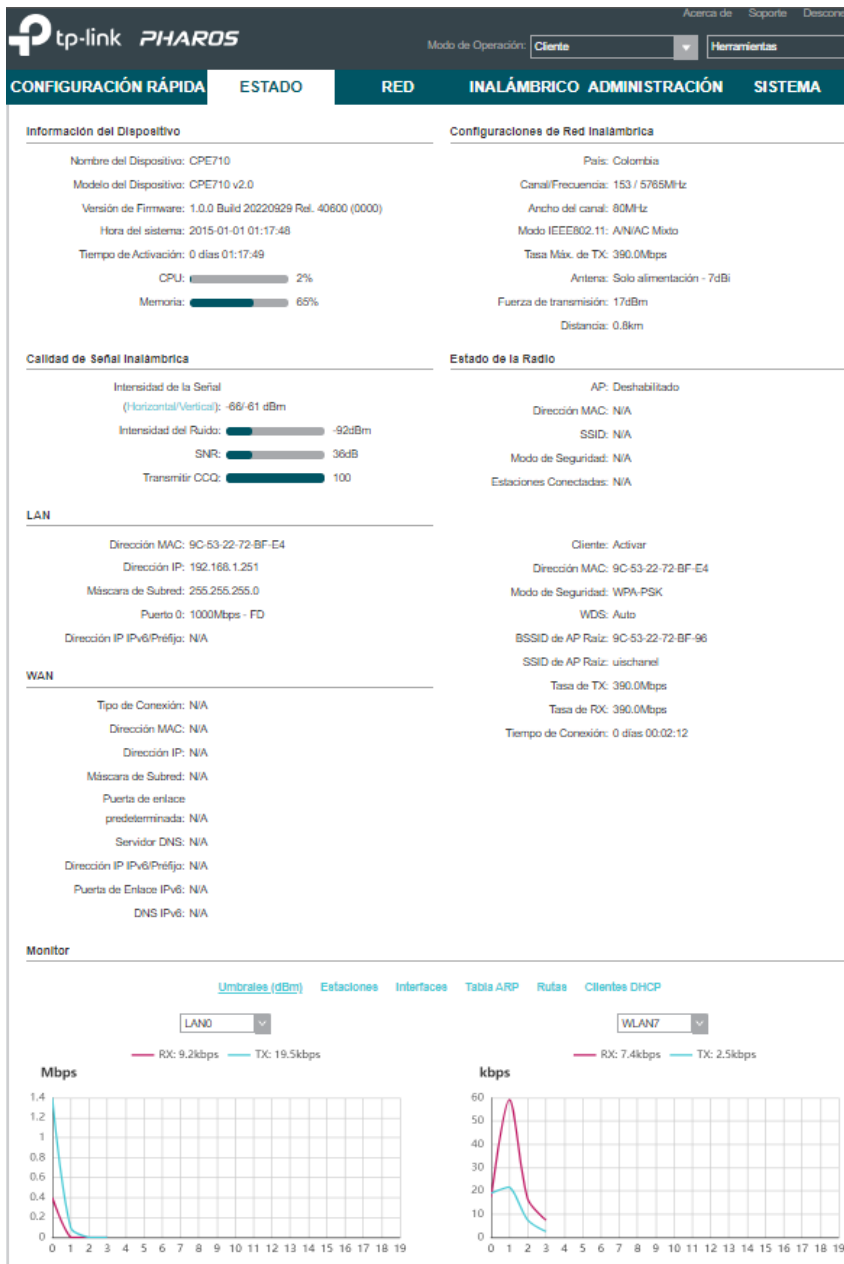 Acerca de Soporte Descone
tp-link PHAROS
Modo de Operación: Cliente Herramientas
CONFIGURACIÓN RÁPIDA ESTADO RED INALÁMBRICO ADMINISTRACIÓN SISTEMA
Información del Dispositivo
Nombre del Dispositivo: CPE710
Modelo del Dispositivo: CPE710 v2.0
Versión de Firmware: 1.0.0 Build 20220929 Rel. 40600 (0000)
Hora del sistema: 2015-01-01 01:17:48
Tiempo de Activación: 0 días 01:17:49
CPU: 2%
Memoria: 65%
Configuraciones de Red Inalámbrica
País: Colombia
Canal/Frecuencia: 153 / 5765MHz
Ancho del canal: 80MHz
Modo IEEE802.11: A/N/AC Mixto
Tasa Máx. de TX: 390.0Mbps
Antena: Solo alimentación - 7dBi
Fuerza de transmisión: 17dBm
Distancia: 0.8km
Calidad de Señal Inalámbrica
Intensidad de la Señal
(Horizontal/Vertical): -66/-61 dBm
Intensidad del Ruido: -92dBm
SNR: 36dB
Transmitir CCQ: 100
Estado de la Radio
AP: Deshabilitado
Dirección MAC: N/A
SSID: N/A
Modo de Seguridad: N/A
Estaciones Conectadas: N/A
LAN
Dirección MAC: 9C-53-22-72-BF-E4
Dirección IP: 192.168.1.251
Máscara de Subred: 255.255.255.0
Puerto 0: 1000Mbps - FD
Dirección IP IPv6/Préfijo: N/A
Cliente: Activar
Dirección MAC: 9C-53-22-72-BF-E4
Modo de Seguridad: WPA-PSK
WDS: Auto
BSSID de AP Raíz: 9C-53-22-72-BF-96
SSID de AP Raíz: uischanel
Tasa de TX: 390.0Mbps
Tasa de RX: 390.0Mbps
Tiempo de Conexión: 0 días 00:02:12
WAN
Tipo de Conexión: N/A
Dirección MAC: N/A
Dirección IP: N/A
Máscara de Subred: N/A
Puerta de enlace
predeterminada: N/A
Servidor DNS: N/A
Dirección IP IPv6/Préfijo: N/A
Puerta de Enlace IPv6: N/A
DNS IPv6: N/A
Monitor
Umbrales (dBm) Estaciones Interfaces Tabla ARP Rutas Clientes DHCP
LAN0
RX: 9.2kbps TX: 19.5kbps
Mbps
1.4
1.2
1
0.8
0.6
0.4
0.2
0
0 1 2 3 4 5 6 7 8 9 10 11 12 13 14 15 16 17 18 19
WLAN7
RX: 7.4kbps TX: 2.5kbps
kbps
60
50
40
30
20
10
0
0 1 2 3 4 5 6 7 8 9 10 11 12 13 14 15 16 17 18 19